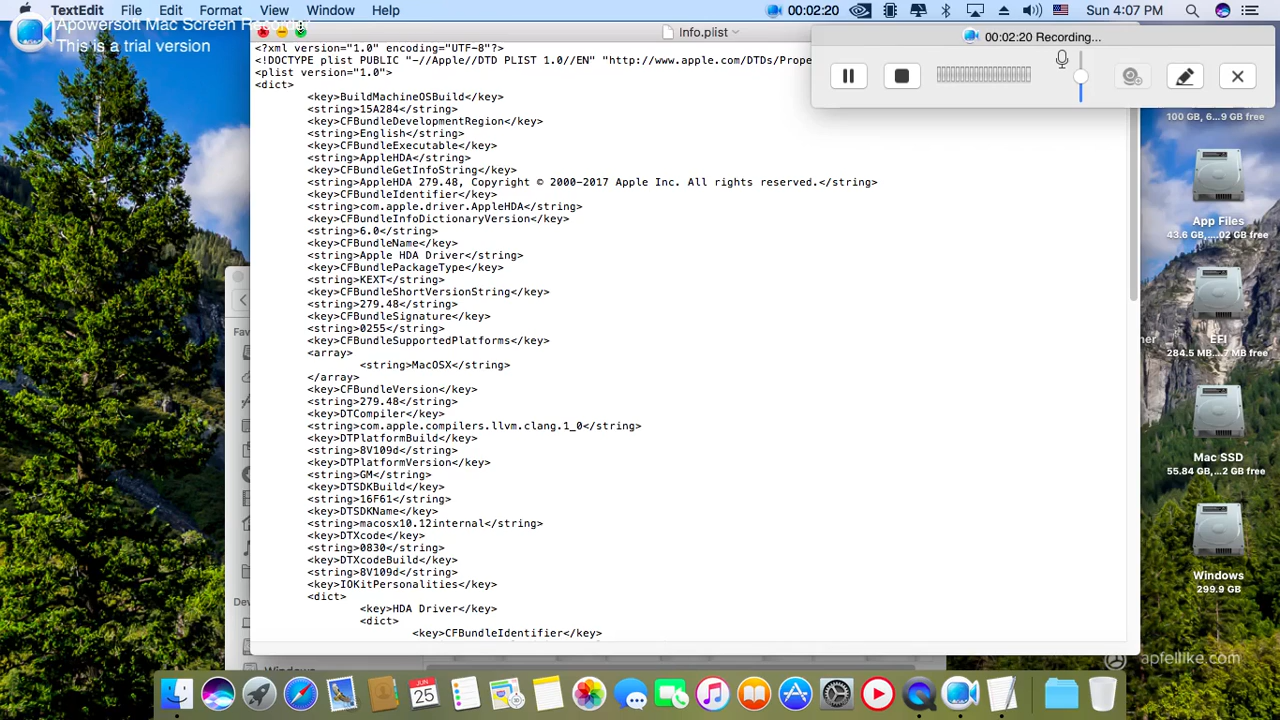 TextEdit File Edit Format View Window Help
00:02:20
Sun 4:07 PM
Apowersoft Mac Screen Recorder
This is a trial version
Info.plist
00:02:20 Recording...
<?xml version="1.0" encoding="UTF-8"?>
<!DOCTYPE plist PUBLIC "-//Apple//DTD PLIST 1.0//EN" "http://www.apple.com/DTDs/Prope
<plist version="1.0">
<dict>
<key>BuildMachineOSBuild</key>
<string>15A284</string>
<key>CFBundleDevelopmentRegion</key>
<string>English</string>
<key>CFBundleExecutable</key>
<string>AppleHDA</string>
<key>CFBundleGetInfoString</key>
<string>AppleHDA 279.48, Copyright © 2000-2017 Apple Inc. All rights reserved.</string>
<key>CFBundleIdentifier</key>
<string>com.apple.driver.AppleHDA</string>
<key>CFBundleInfoDictionaryVersion</key>
<string>6.0</string>
<key>CFBundleName</key>
<string>Apple HDA Driver</string>
<key>CFBundlePackageType</key>
<string>KEXT</string>
<key>CFBundleShortVersionString</key>
<string>279.48</string>
<key>CFBundleSignature</key>
<string>0255</string>
<key>CFBundleSupportedPlatforms</key>
<array>
<string>MacOSX</string>
</array>
<key>CFBundleVersion</key>
<string>279.48</string>
<key>DTCompiler</key>
<string>com.apple.compilers.llvm.clang.1_0</string>
<key>DTPlatformBuild</key>
<string>8V109d</string>
<key>DTPlatformVersion</key>
<string>GM</string>
<key>DTSDKBuild</key>
<string>16F61</string>
<key>DTSDKName</key>
<string>macosx10.12internal</string>
<key>DTXcode</key>
<string>0830</string>
<key>DTXcodeBuild</key>
<string>8V109d</string>
<key>IOKitPersonalities</key>
<dict>
<key>HDA Driver</key>
<dict>
<key>CFBundleIdentifier</key>
Fav
Dev
Windows
100 GB, 6...9 GB free
App Files
43.6 GB,....02 GB free
her
EFI
284.5 MB...7 MB free
Mac SSD
55.84 GB,...2 GB free
Windows
299.9 GB
apfellike.com
JUN
25